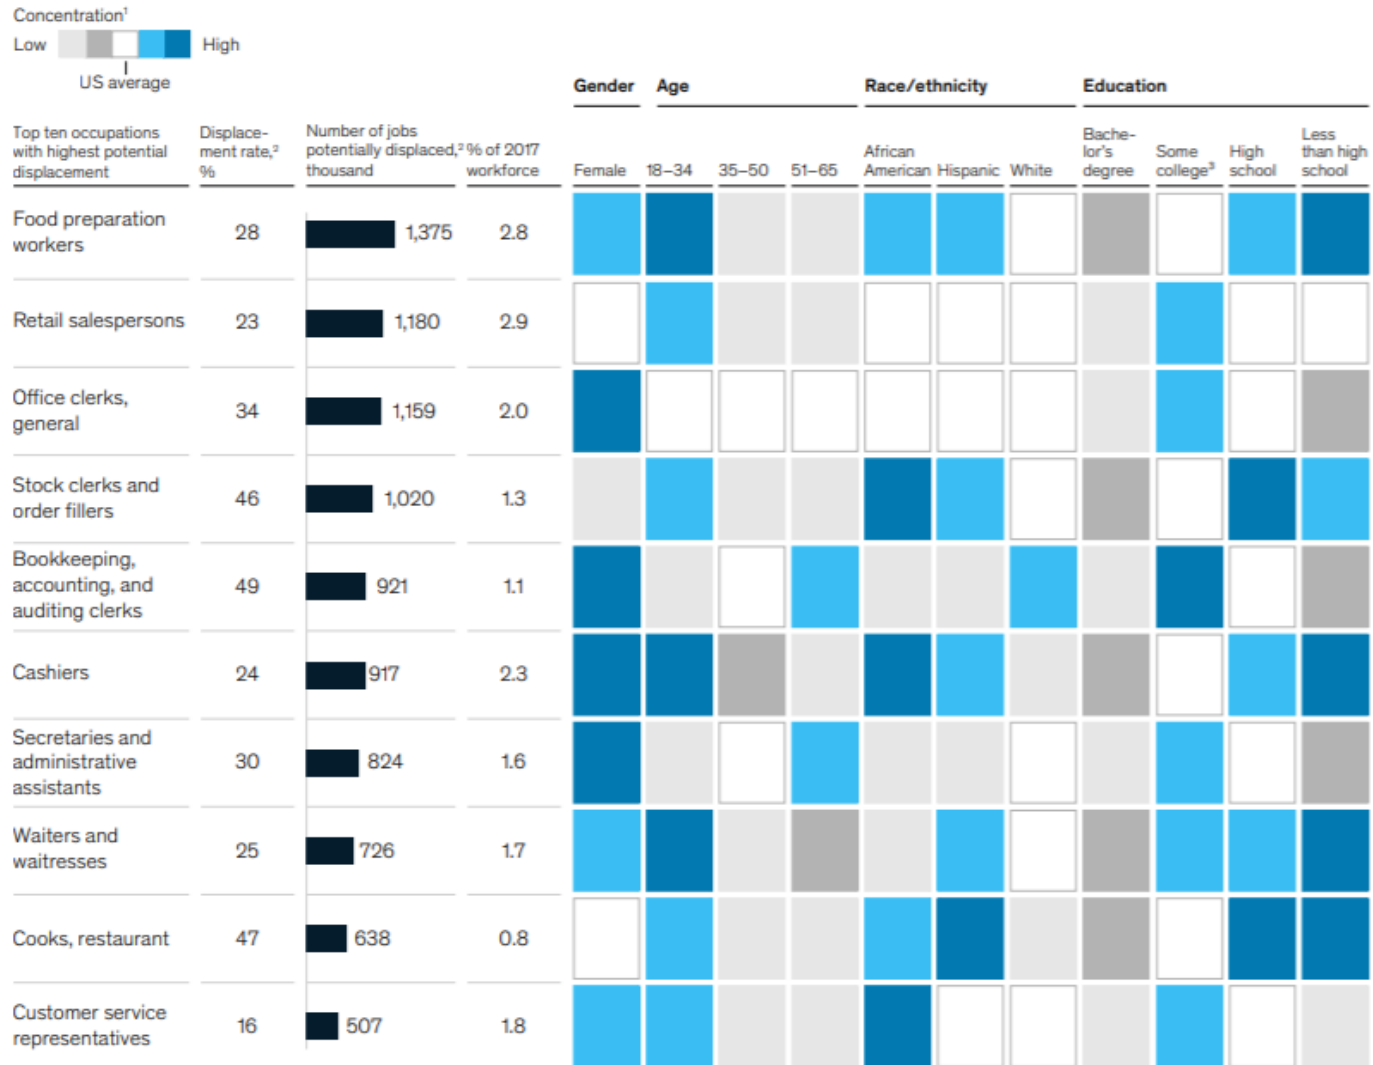 Concentration¹
Low High
US average
Gender Age Race/ethnicity Education
Top ten occupations
with highest potential
displacement
Displace-
ment rate,²
%
Number of jobs
potentially displaced,²
thousand
% of 2017
workforce
Female
18–34
35–50
51–65
African
American
Hispanic
White
Bache-
lor's
degree
Some
college³
High
school
Less
than high
school
Food preparation
workers
28 1,375 2.8
Retail salespersons 23 1,180 2.9
Office clerks,
general
34 1,159 2.0
Stock clerks and
order fillers
46 1,020 1.3
Bookkeeping,
accounting, and
auditing clerks
49 921 1.1
Cashiers 24 917 2.3
Secretaries and
administrative
assistants
30 824 1.6
Waiters and
waitresses
25 726 1.7
Cooks, restaurant 47 638 0.8
Customer service
representatives
16 507 1.8